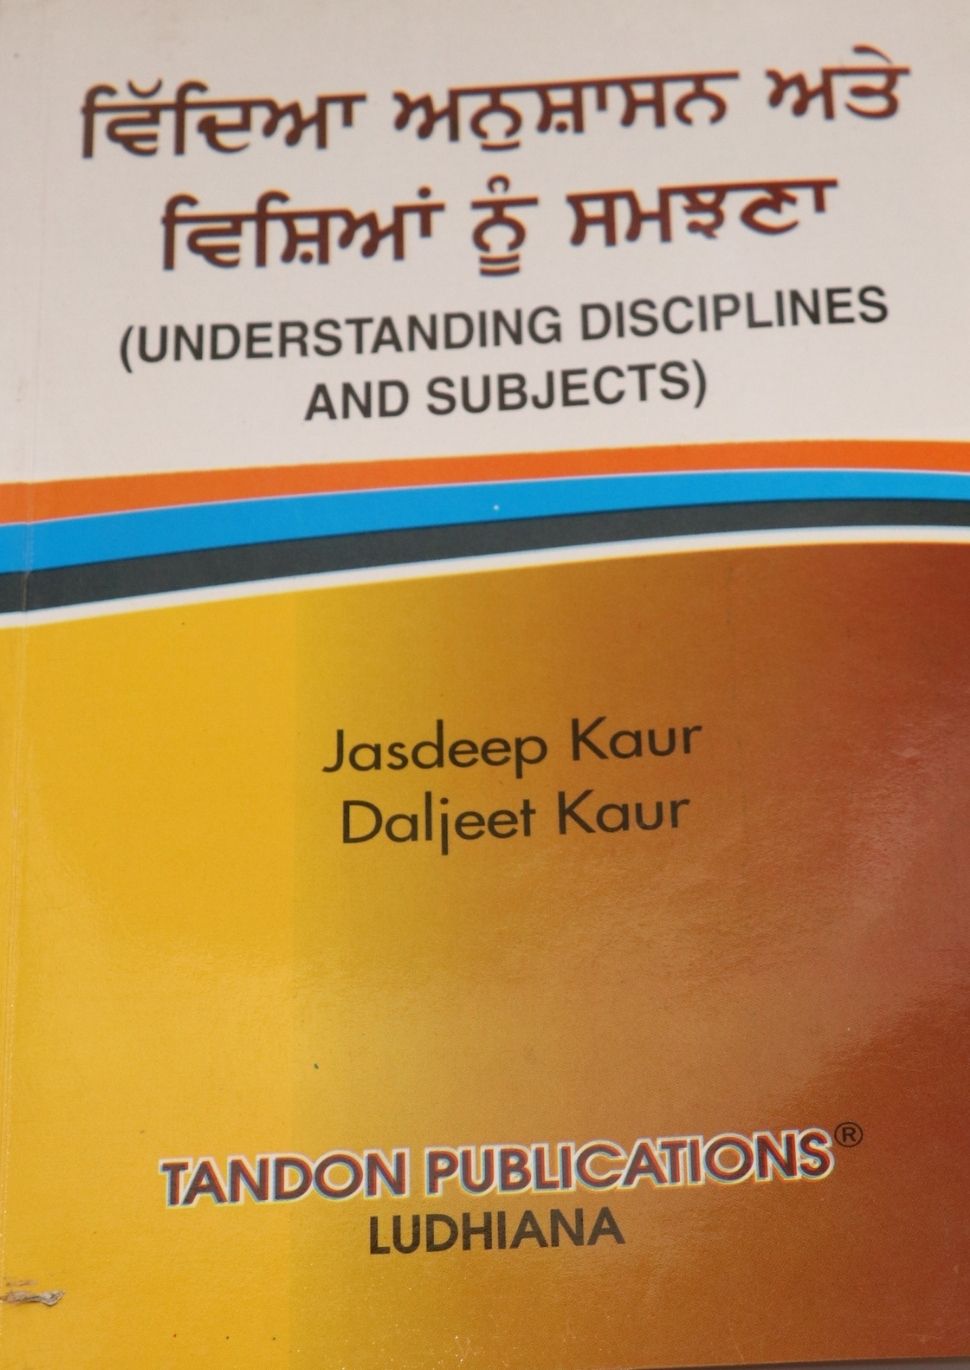 ਵਿੱਦਿਆ ਅਨੁਸ਼ਾਸਨ ਅਤੇ
ਵਿਸ਼ਿਆਂ ਨੂੰ ਸਮਝਣਾ
(UNDERSTANDING DISCIPLINES
AND SUBJECTS)
Jasdeep Kaur
Daljeet Kaur
TANDON PUBLICATIONS®
LUDHIANA